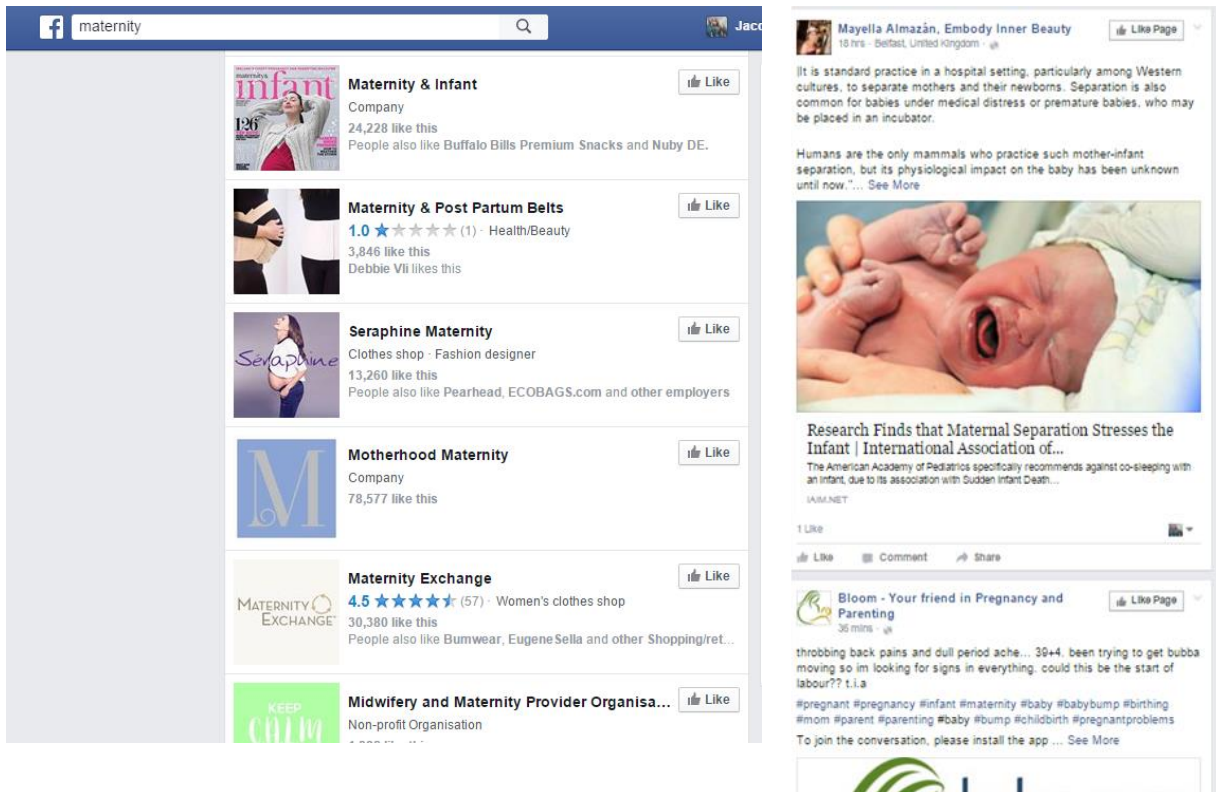 maternity
Jaco
infant
126
Maternity & Infant
Like
Company
24,228 like this
People also like Buffalo Bills Premium Snacks and Nuby DE.
Maternity & Post Partum Belts
Like
1.0 (1) · Health/Beauty
3,846 like this
Debbie Vli likes this
Séraphine
Seraphine Maternity
Like
Clothes shop · Fashion designer
13,260 like this
People also like Pearhead, ECOBAGS.com and other employers
M
Motherhood Maternity
Like
Company
78,577 like this
MATERNITY
EXCHANGE
Maternity Exchange
Like
4.5 (57) · Women's clothes shop
30,380 like this
People also like Bumwear, EugeneSella and other Shopping/ret...
KEEP
CALM
Midwifery and Maternity Provider Organisa...
Like
Non-profit Organisation
Mayella Almazán, Embody Inner Beauty
Like Page
18 hrs · Belfast, United Kingdom ·
|It is standard practice in a hospital setting, particularly among Western
cultures, to separate mothers and their newborns. Separation is also
common for babies under medical distress or premature babies, who may
be placed in an incubator.
Humans are the only mammals who practice such mother-infant
separation, but its physiological impact on the baby has been unknown
until now."... See More
Research Finds that Maternal Separation Stresses the
Infant | International Association of...
The American Academy of Pediatrics specifically recommends against co-sleeping with
an infant, due to its association with Sudden Infant Death...
IAIM.NET
1 Like
Like Comment Share
Bloom - Your friend in Pregnancy and
Parenting
Like Page
36 mins ·
throbbing back pains and dull period ache... 39+4. been trying to get bubba
moving so im looking for signs in everything. could this be the start of
labour?? t.i.a
#pregnant #pregnancy #infant #maternity #baby #babybump #birthing
#mom #parent #parenting #baby #bump #childbirth #pregnantproblems
To join the conversation, please install the app ... See More